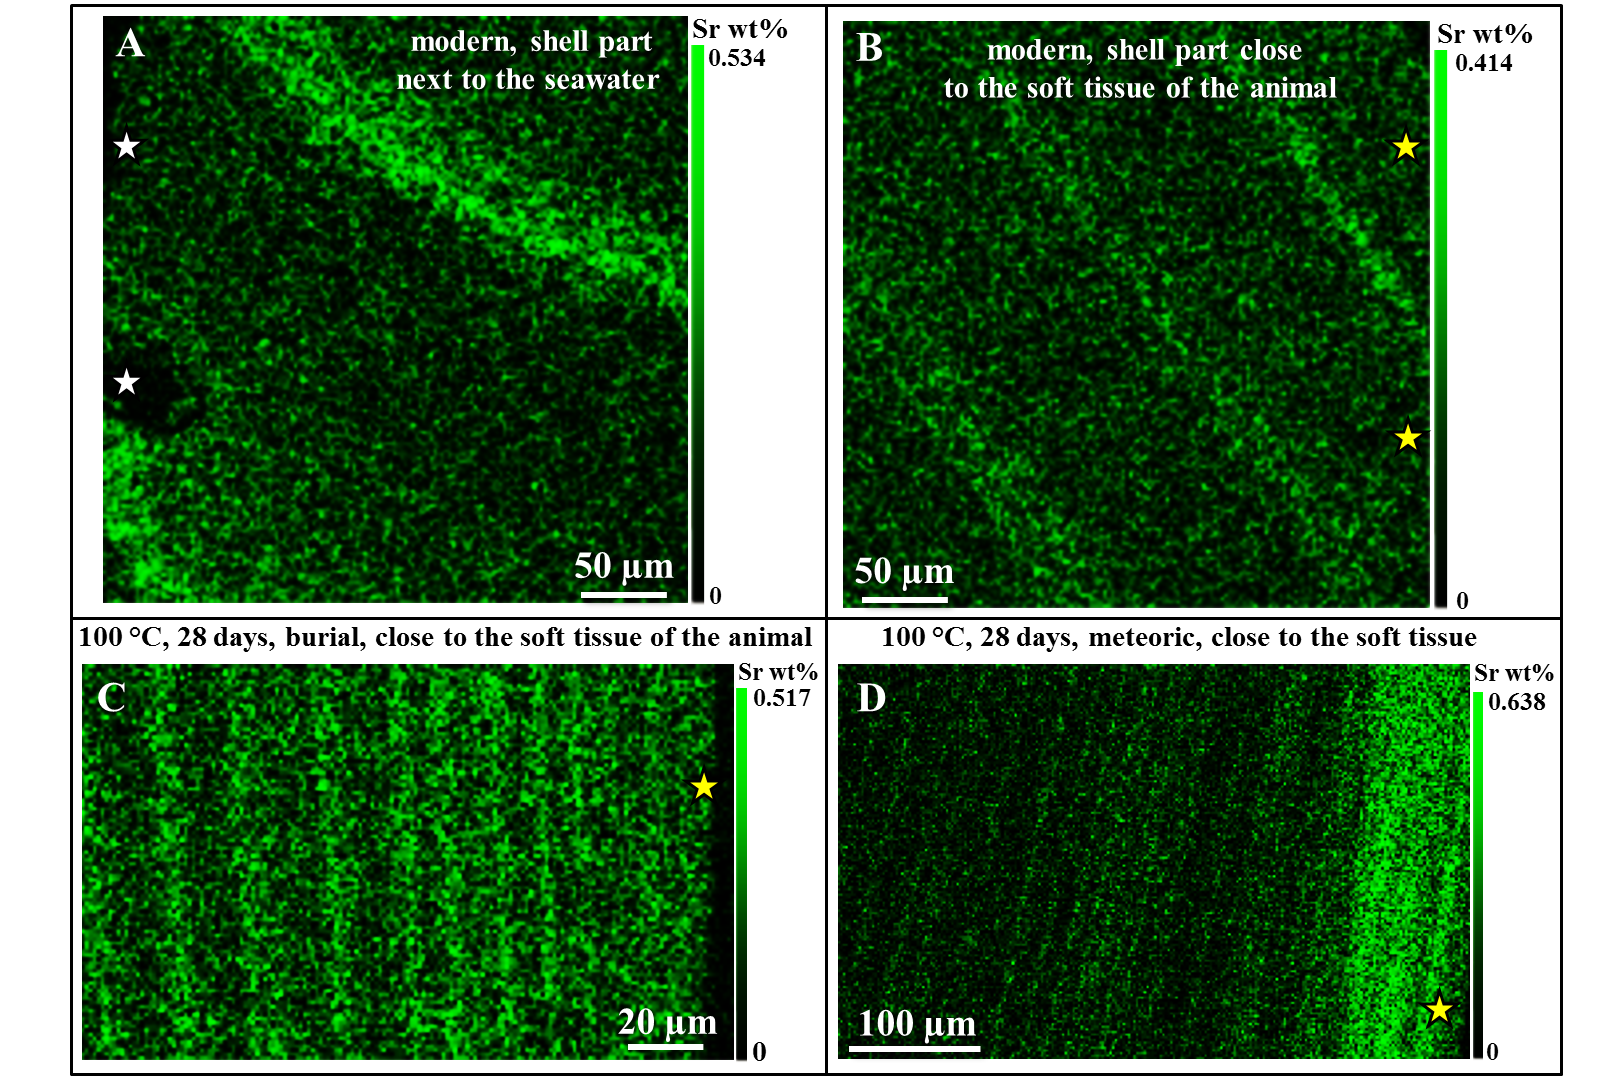 A
modern, shell part
next to the seawater
Sr wt%
0.534
50 µm
0
B
modern, shell part close
to the soft tissue of the animal
Sr wt%
0.414
50 µm
0
100 °C, 28 days, burial, close to the soft tissue of the animal
C
Sr wt%
0.517
20 µm
0
100 °C, 28 days, meteoric, close to the soft tissue
D
Sr wt%
0.638
100 µm
0